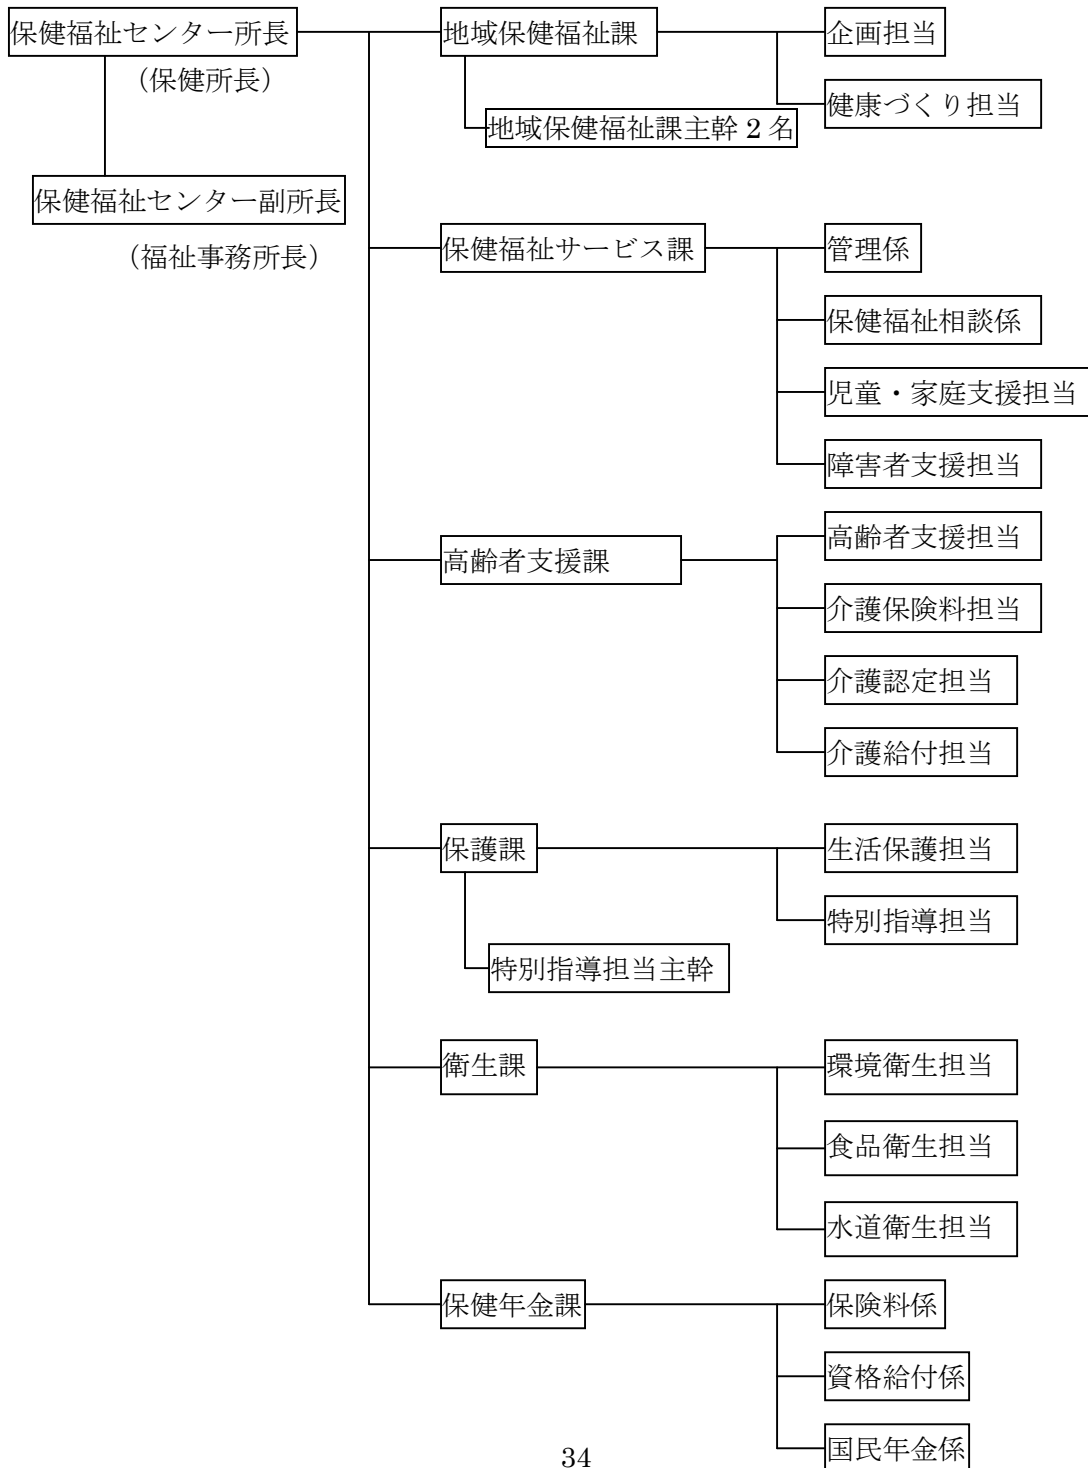 保健福祉センター所長
地域保健福祉課
企画担当
(保健所長)
健康づくり担当
地域保健福祉課主幹 2 名
保健福祉センター副所長
(福祉事務所長)
保健福祉サービス課
管理係
保健福祉相談係
児童・家庭支援担当
障害者支援担当
高齢者支援担当
高齢者支援課
介護保険料担当
介護認定担当
介護給付担当
保護課
生活保護担当
特別指導担当
特別指導担当主幹
衛生課
環境衛生担当
食品衛生担当
水道衛生担当
保健年金課
保険料係
資格給付係
国民年金係
34